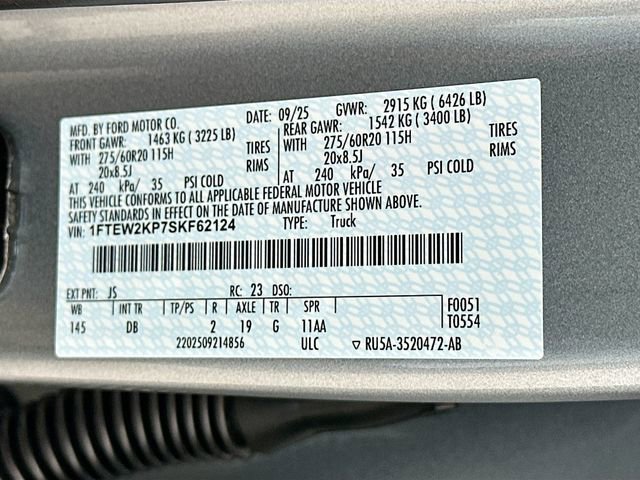 MFD. BY FORD MOTOR CO.
DATE: 09/25 GVWR: 2915 KG ( 6426 LB)
FRONT GAWR: 1463 KG ( 3225 LB) REAR GAWR: 1542 KG ( 3400 LB)
WITH 275/60R20 115H TIRES WITH 275/60R20 115H TIRES
20x8.5J RIMS 20x8.5J RIMS
AT 240 kPa/ 35 PSI COLD AT 240 kPa/ 35 PSI COLD
THIS VEHICLE CONFORMS TO ALL APPLICABLE FEDERAL MOTOR VEHICLE
SAFETY STANDARDS IN EFFECT ON THE DATE OF MANUFACTURE SHOWN ABOVE.
VIN: 1FTEW2KP7SKF62124 TYPE: Truck
EXT PNT: JS RC: 23 DSO:
WB INT TR TP/PS R AXLE TR SPR F0051
145 DB 2 19 G 11AA T0554
2202509214856 ULC ▽ RU5A-3520472-AB